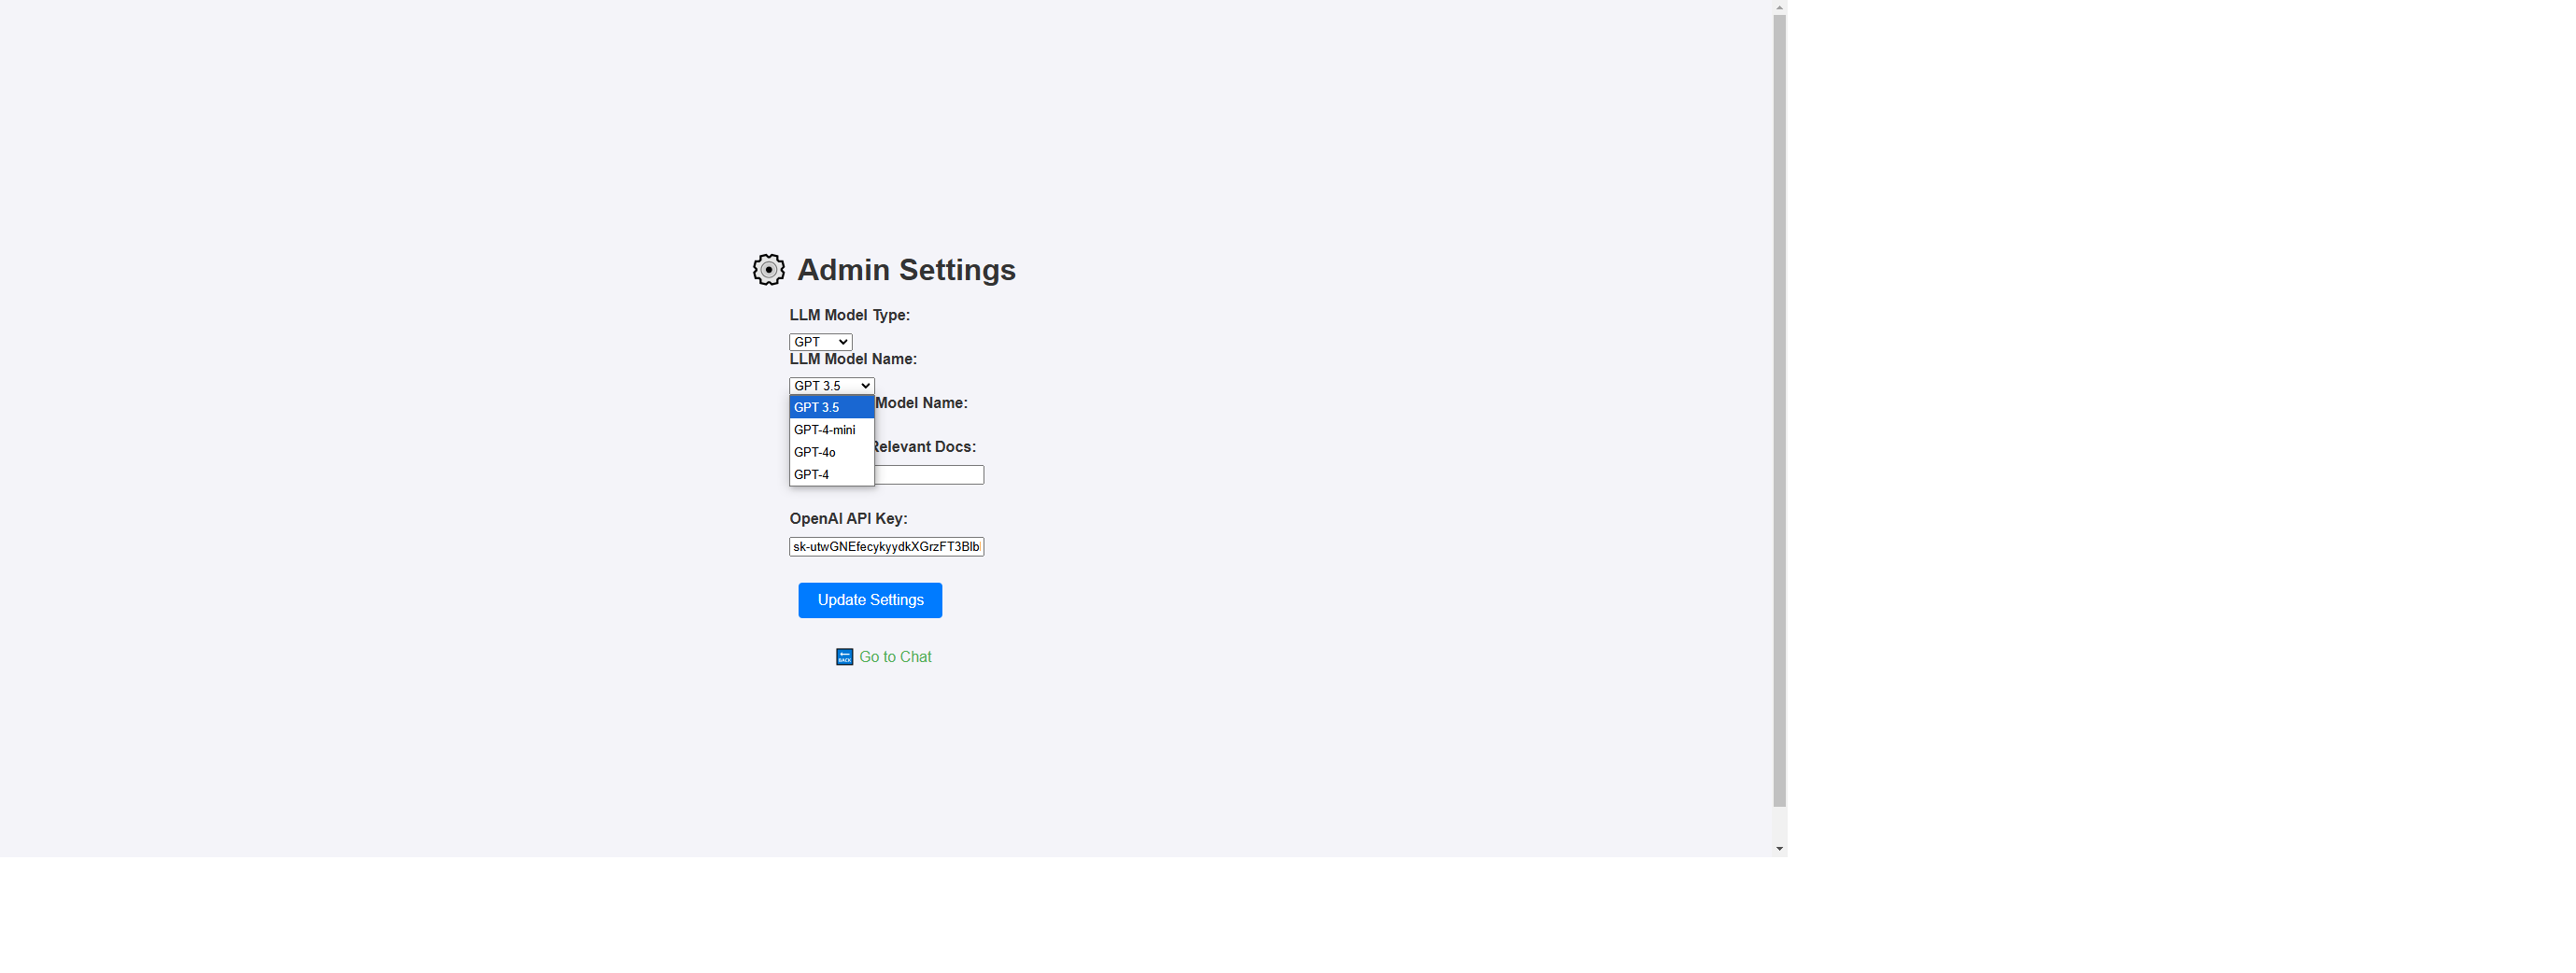 Admin Settings
LLM Model Type:
GPT
LLM Model Name:
GPT 3.5
GPT 3.5
Model Name:
GPT-4-mini
Relevant Docs:
GPT-4o
GPT-4
OpenAI API Key:
sk-utwGNEfecykyydkXGrzFT3Blb
Update Settings
BACK Go to Chat